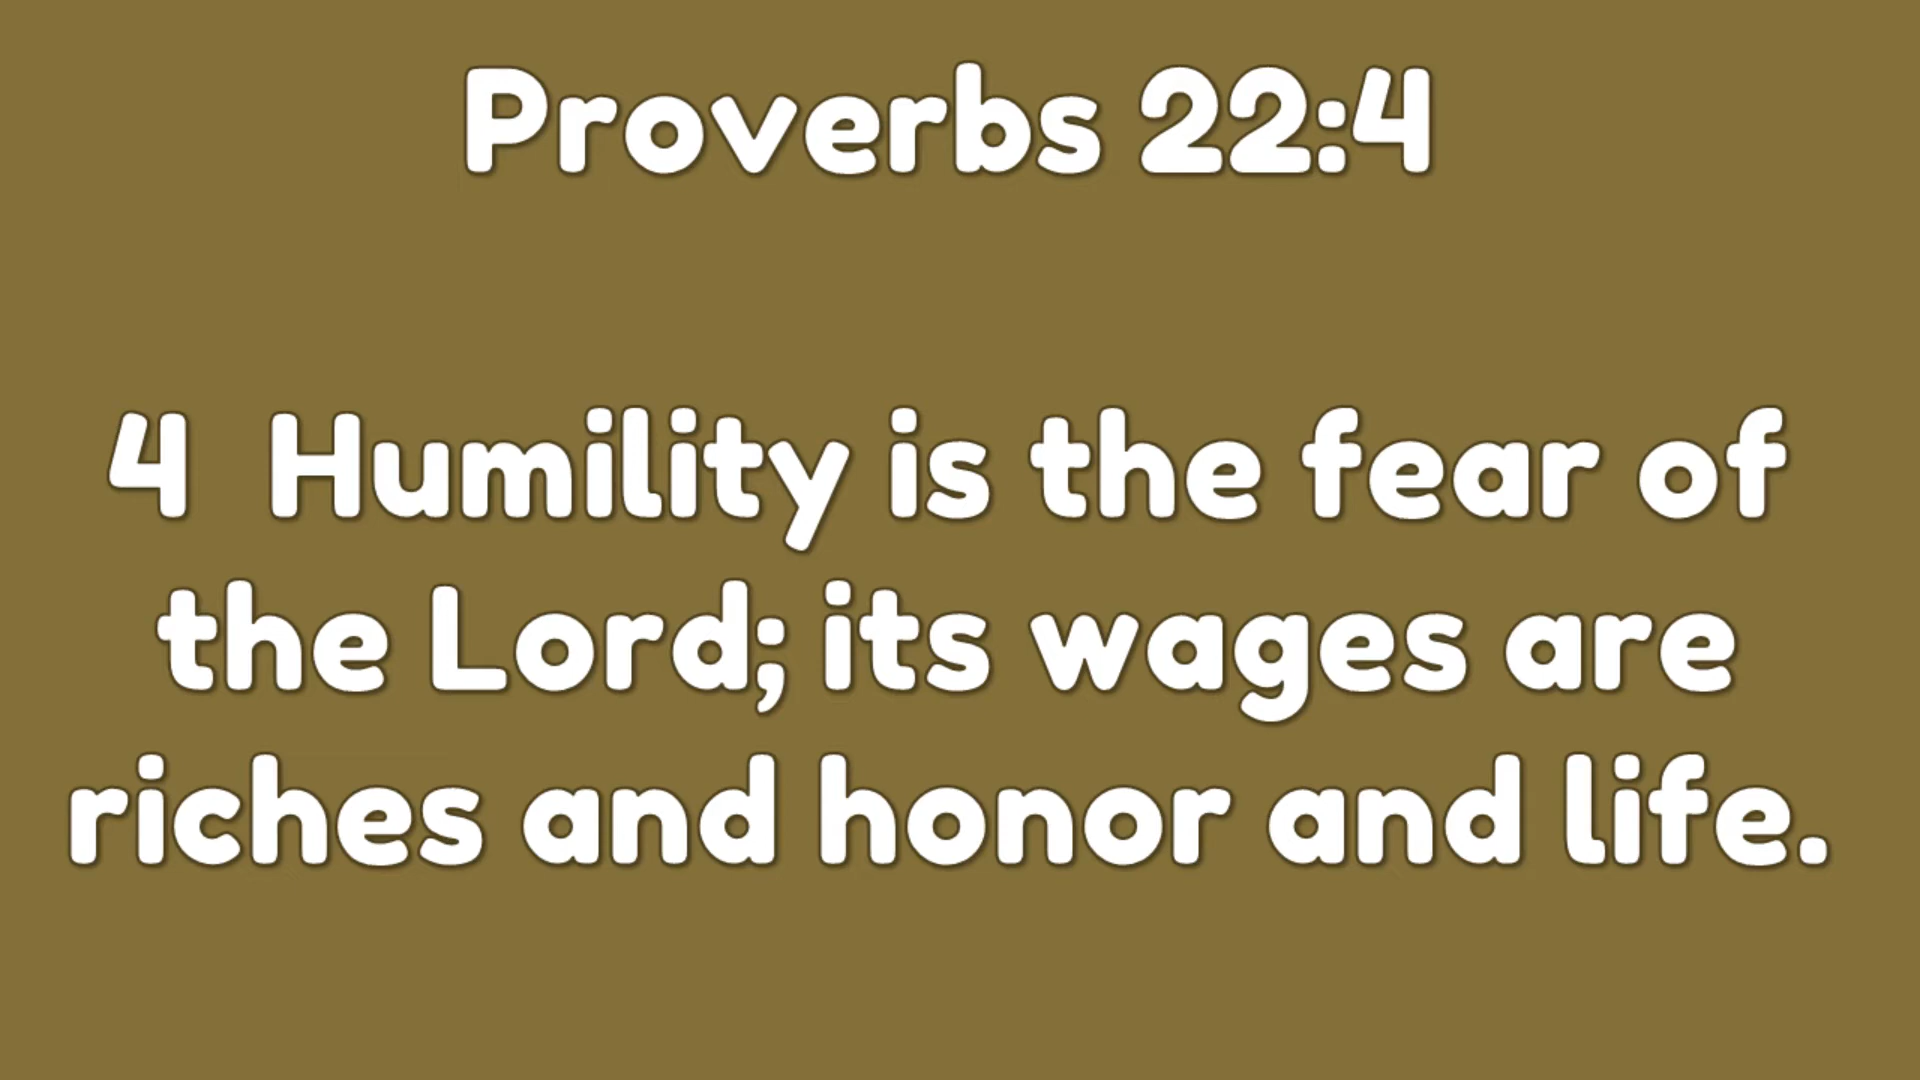 Proverbs 22:4
4 Humility is the fear of
the Lord; its wages are
riches and honor and life.